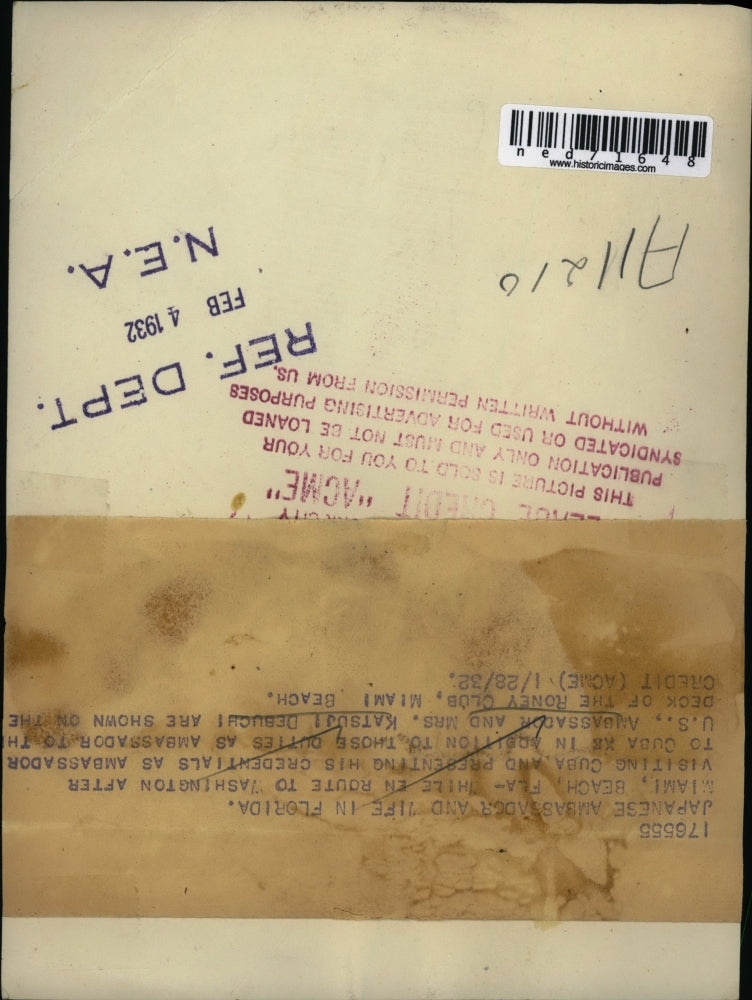 ned71648
www.historicimages.com
A11210
N.E.A.
FEB 4 1932
REF. DEPT.
CREDIT "ACME"
THIS PICTURE IS SOLD TO YOU FOR YOUR
PUBLICATION ONLY AND MUST NOT BE LOANED
SYNDICATED OR USED FOR ADVERTISING PURPOSES
WITHOUT WRITTEN PERMISSION FROM US.
176555
JAPANESE AMBASSADOR AND WIFE IN FLORIDA.
MIAMI, BEACH, FLA- WHILE EN ROUTE TO WASHINGTON AFTER
VISITING CUBA AND PRESENTING HIS CREDENTIALS AS AMBASSADOR
TO CUBA XX IN ADDITION TO THOSE DUTIES AS AMBASSADOR TO TH
U.S., AMBASSADOR AND MRS. KATSUJI DEBUCHI ARE SHOWN ON THE
DECK OF THE RONEY CLUB, MIAMI BEACH.
CREDIT (ACME) 1/28/32.